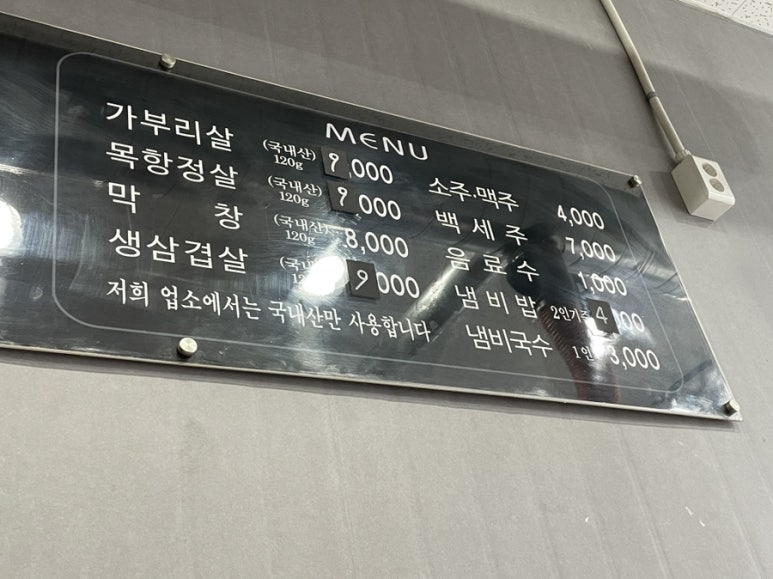 MENU
가부리살 (국내산) 120g 9,000
목항정살 (국내산) 120g 9,000
막 창 (국내산) 120g 8,000
생삼겹살 9000
저희 업소에서는 국내산만 사용합니다
소주.맥주 4,000
백세주 7,000
음료수 1,000
냄비밥 2인기준 4
냄비국수 1인 3,000